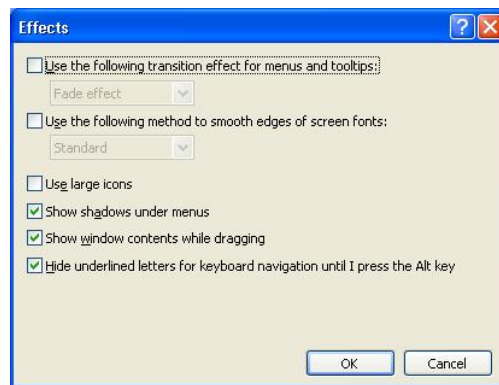 Effects
Use the following transition effect for menus and tooltips:
Fade effect
Use the following method to smooth edges of screen fonts:
Standard
Use large icons
Show shadows under menus
Show window contents while dragging
Hide underlined letters for keyboard navigation until I press the Alt key
OK Cancel